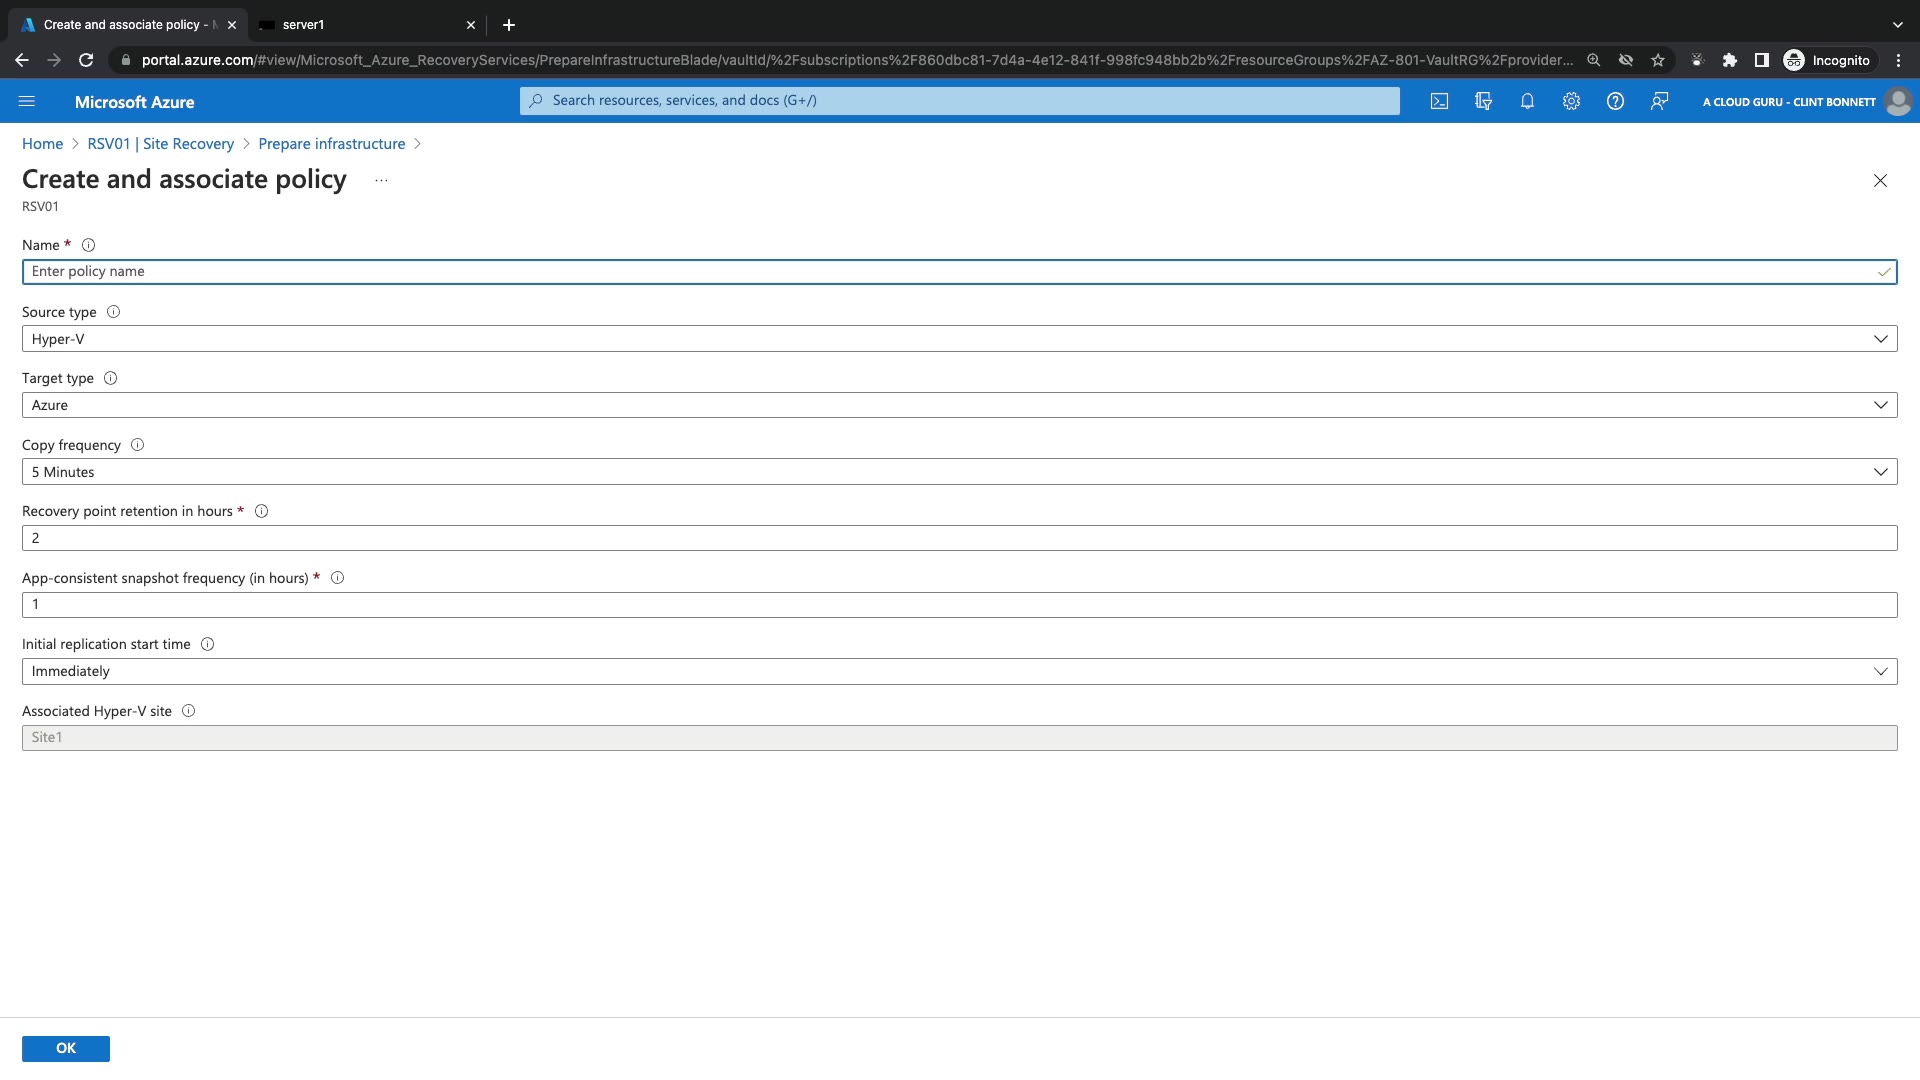 Create and associate policy -
server1
portal.azure.com/#view/Microsoft_Azure_RecoveryServices/PrepareInfrastructureBlade/vaultId/%2Fsubscriptions%2F860dbc81-7d4a-4e12-841f-998fc948bb2b%2FresourceGroups%2FAZ-801-VaultRG%2Fprovider...
Incognito
Microsoft Azure
Search resources, services, and docs (G+/)
A CLOUD GURU - CLINT BONNETT
Home > RSV01 | Site Recovery > Prepare infrastructure >
Create and associate policy ...
RSV01
Name *
Enter policy name
Source type
Hyper-V
Target type
Azure
Copy frequency
5 Minutes
Recovery point retention in hours *
2
App-consistent snapshot frequency (in hours) *
1
Initial replication start time
Immediately
Associated Hyper-V site
Site1
OK